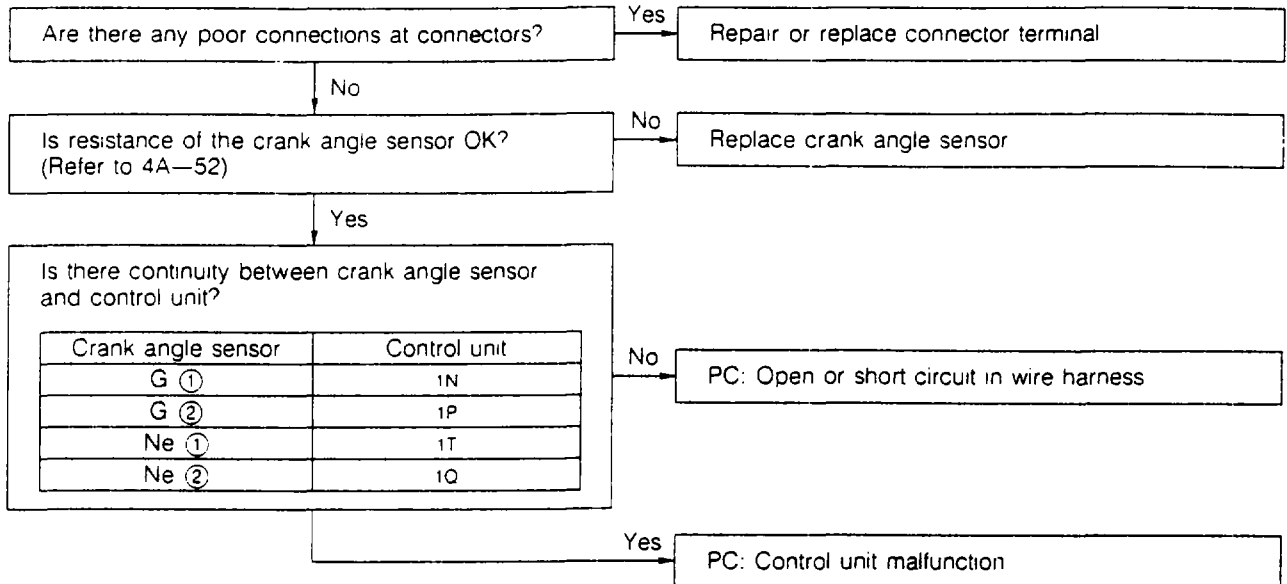 Are there any poor connections at connectors?
Yes
Repair or replace connector terminal
No
Is resistance of the crank angle sensor OK?
(Refer to 4A—52)
No
Replace crank angle sensor
Yes
Is there continuity between crank angle sensor
and control unit?
Crank angle sensor Control unit
G ① 1N
G ② 1P
Ne ① 1T
Ne ② 1Q
No
PC: Open or short circuit in wire harness
Yes
PC: Control unit malfunction